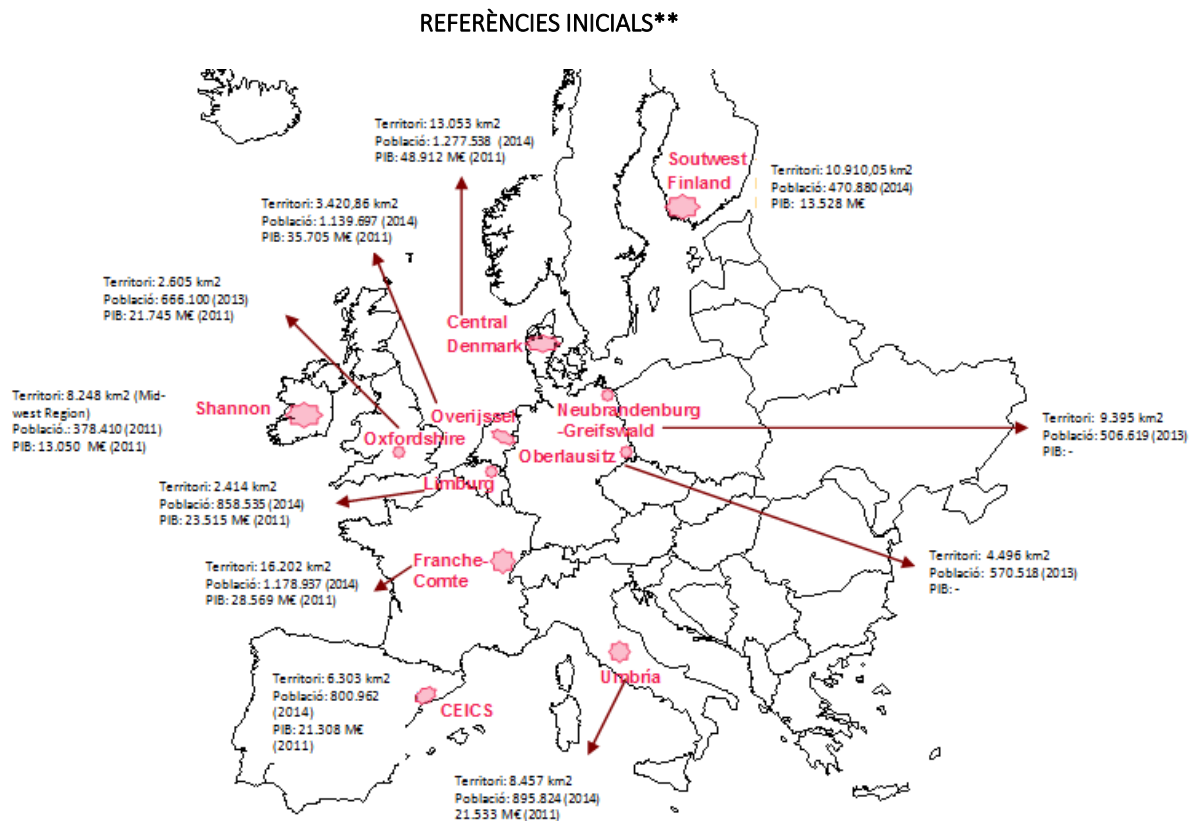 REFERÈNCIES INICIALS**
Territori: 13.053 km2
Població: 1.277.538 (2014)
PIB: 48.912 M€ (2011)
Soutwest
Finland
Territori: 10.910,05 km2
Població: 470.880 (2014)
PIB: 13.528 M€
Territori: 3.420,86 km2
Població: 1.139.697 (2014)
PIB: 35.705 M€ (2011)
T
Territori: 2.605 km2
Població: 666.100 (2013)
PIB: 21.745 M€ (2011)
Central
Denmark
Territori: 8.248 km2 (Mid-
west Region)
Població.: 378.410 (2011)
PIB: 13.050 M€ (2011)
Shannon
Overijssel
Oxfordshire
Neubrandenburg
-Greifswald
Oberlausitz
Territori: 9.395 km2
Població: 506.619 (2013)
PIB: -
Limburg
Territori: 2.414 km2
Població: 858.535 (2014)
PIB: 23.515 M€ (2011)
Territori: 4.496 km2
Població: 570.518 (2013)
PIB: -
Franche-
Comte
Territori: 16.202 km2
Població: 1.178.937 (2014)
PIB: 28.569 M€ (2011)
Umbría
Territori: 6.303 km2
Població: 800.962
(2014)
PIB: 21.308 M€
(2011)
CEICS
Territori: 8.457 km2
Població: 895.824 (2014)
21.533 M€ (2011)